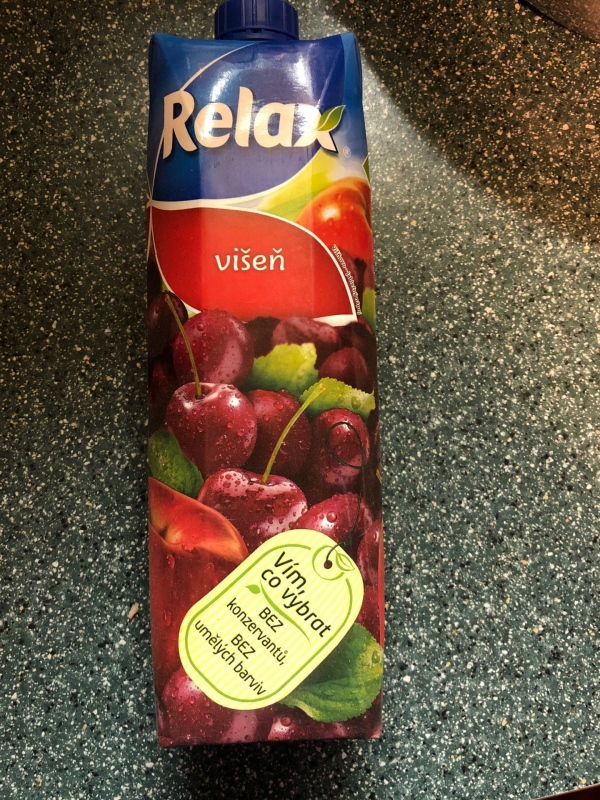 Relax
višeň
Vím,
co vybrat
BEZ
konzervantů,
BEZ
umělých barviv